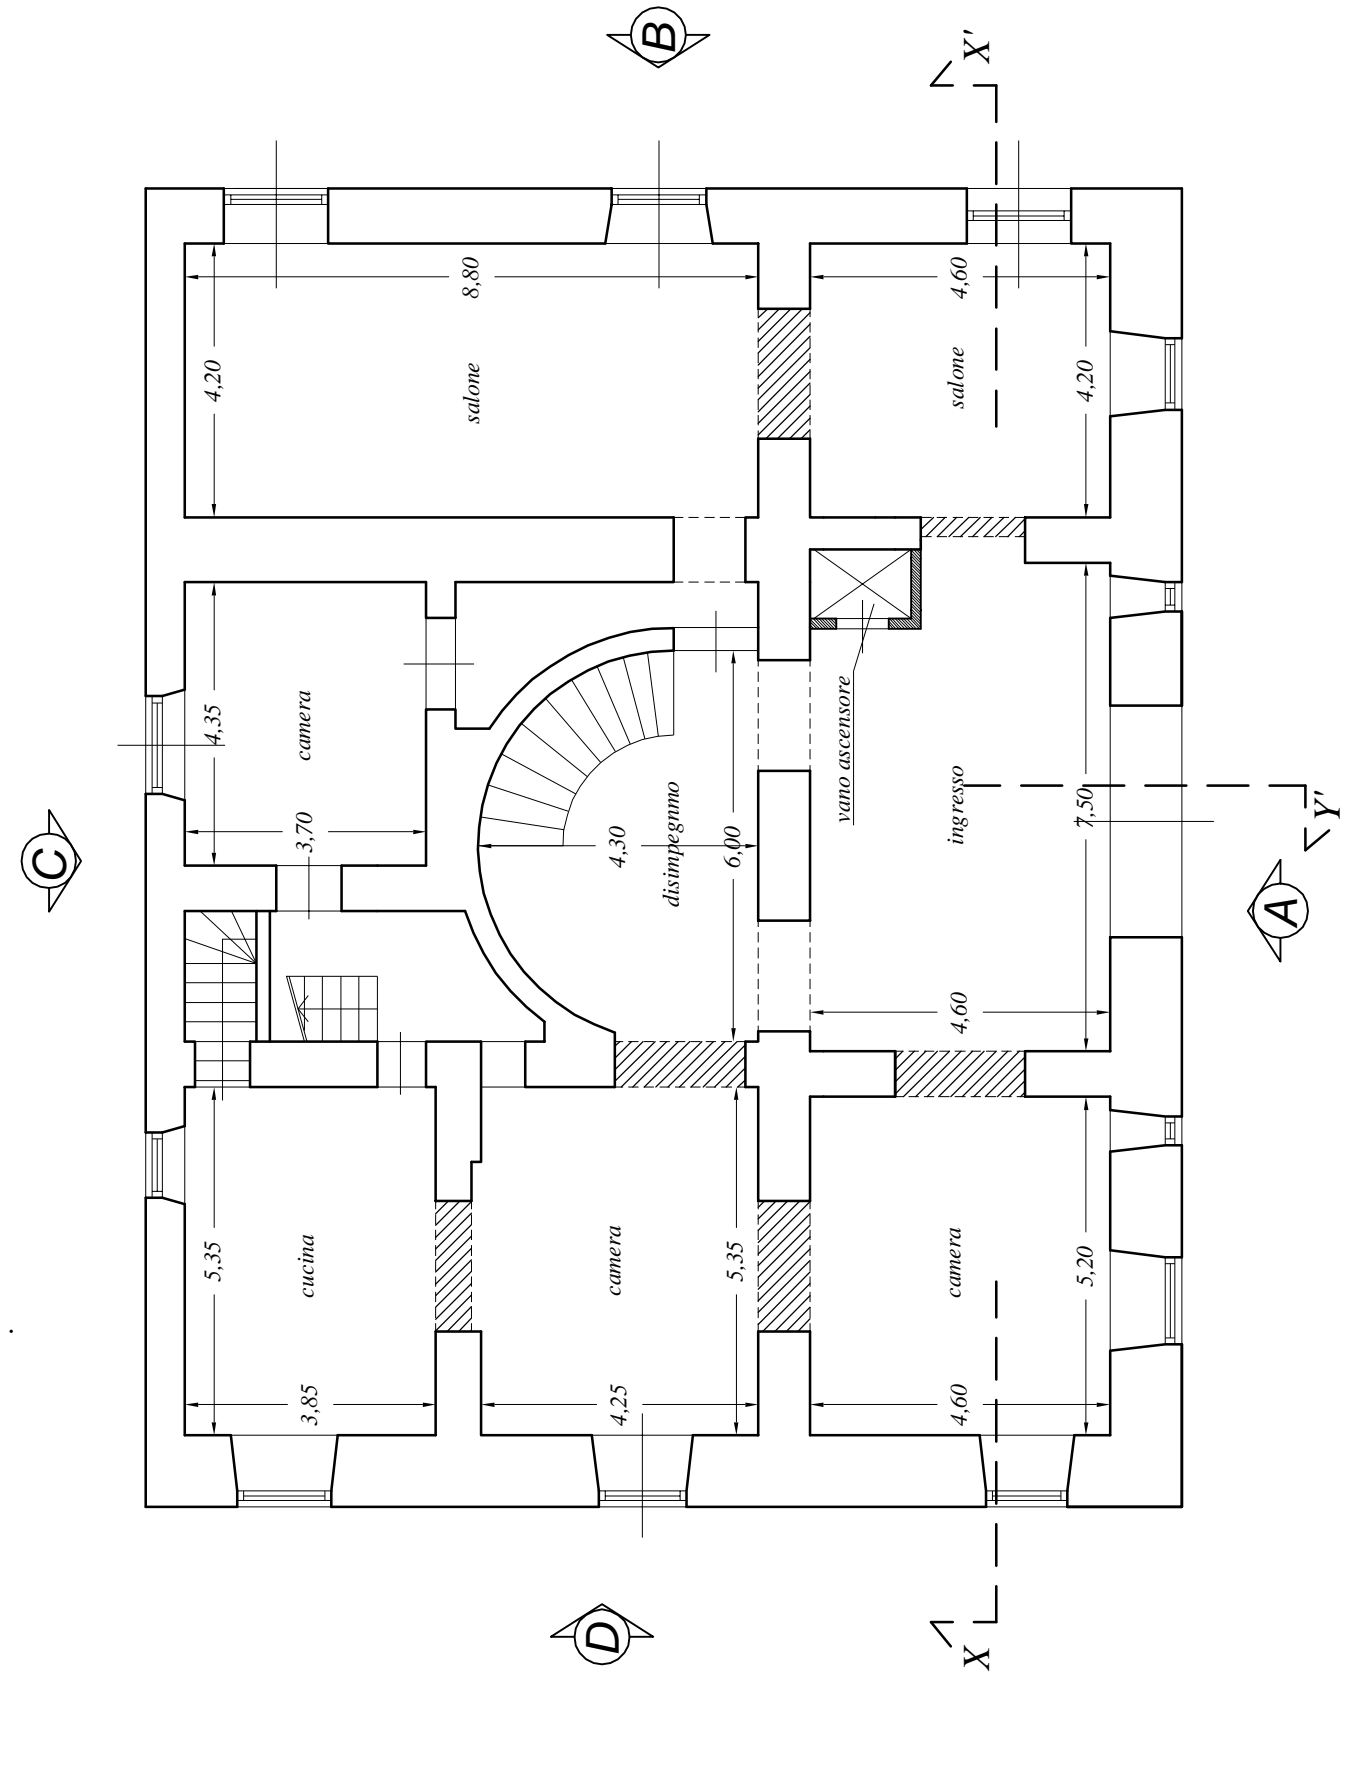 B
X'
8,80
4,60
4,20
salone
salone
4,20
4,35
camera
vano ascensore
ingresso
7,50
Y'
3,70
4,30
disimpegnmo
6,00
C
A
4,60
5,35
cucina
camera
5,35
camera
5,20
3,85
4,25
4,60
D
X